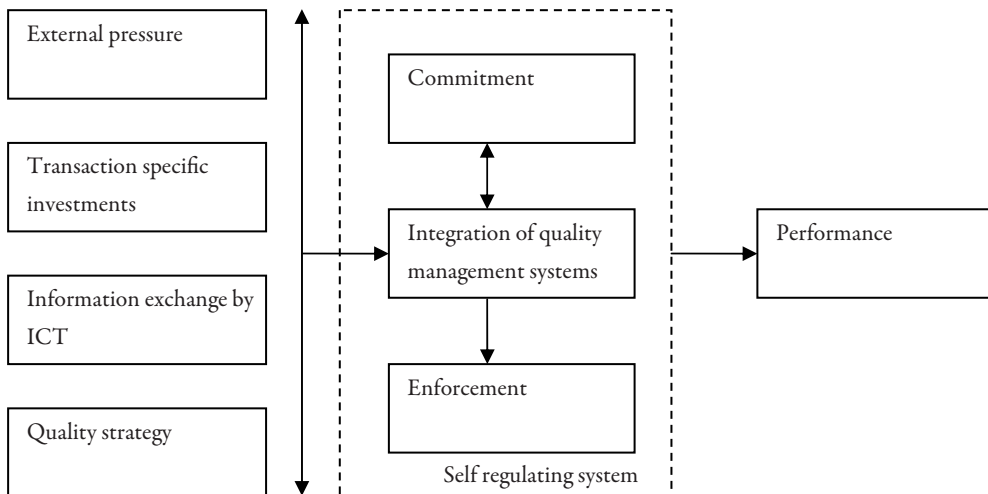 External pressure
Transaction specific
investments
Information exchange by
ICT
Quality strategy
Commitment
Integration of quality
management systems
Enforcement
Self regulating system
Performance